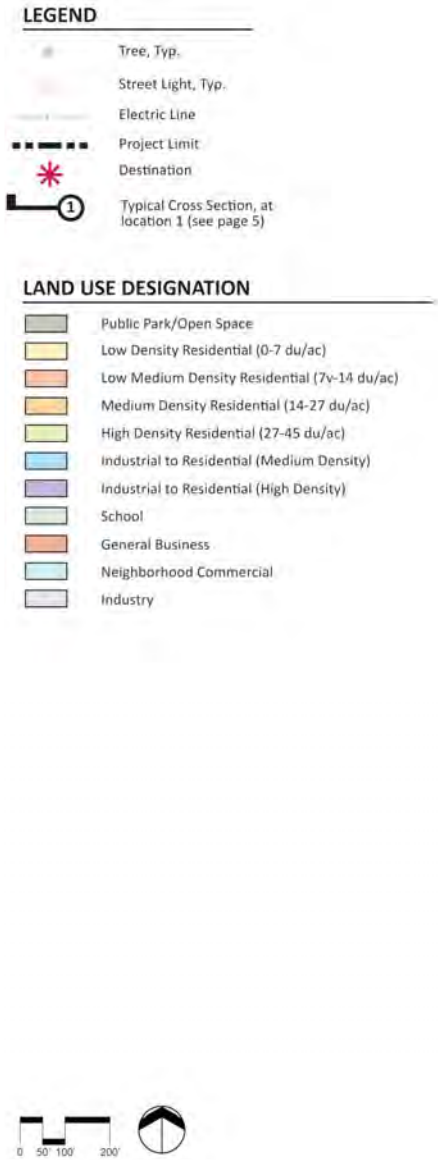 LEGEND
Tree, Typ.
Street Light, Typ.
Electric Line
Project Limit
Destination
1
Typical Cross Section, at
location 1 (see page 5)
LAND USE DESIGNATION
Public Park/Open Space
Low Density Residential (0-7 du/ac)
Low Medium Density Residential (7v-14 du/ac)
Medium Density Residential (14-27 du/ac)
High Density Residential (27-45 du/ac)
Industrial to Residential (Medium Density)
Industrial to Residential (High Density)
School
General Business
Neighborhood Commercial
Industry
0 50' 100' 200'